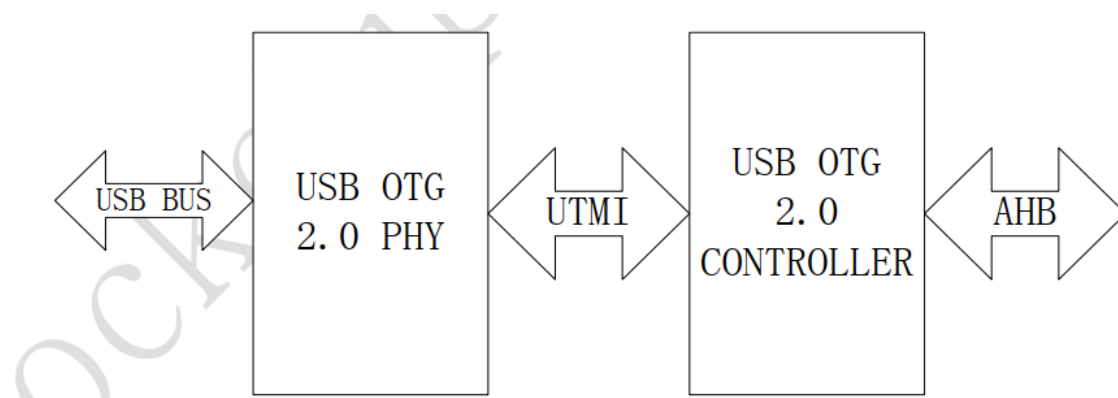 USB BUS
USB OTG
2.0 PHY
UTMI
USB OTG
2.0
CONTROLLER
AHB